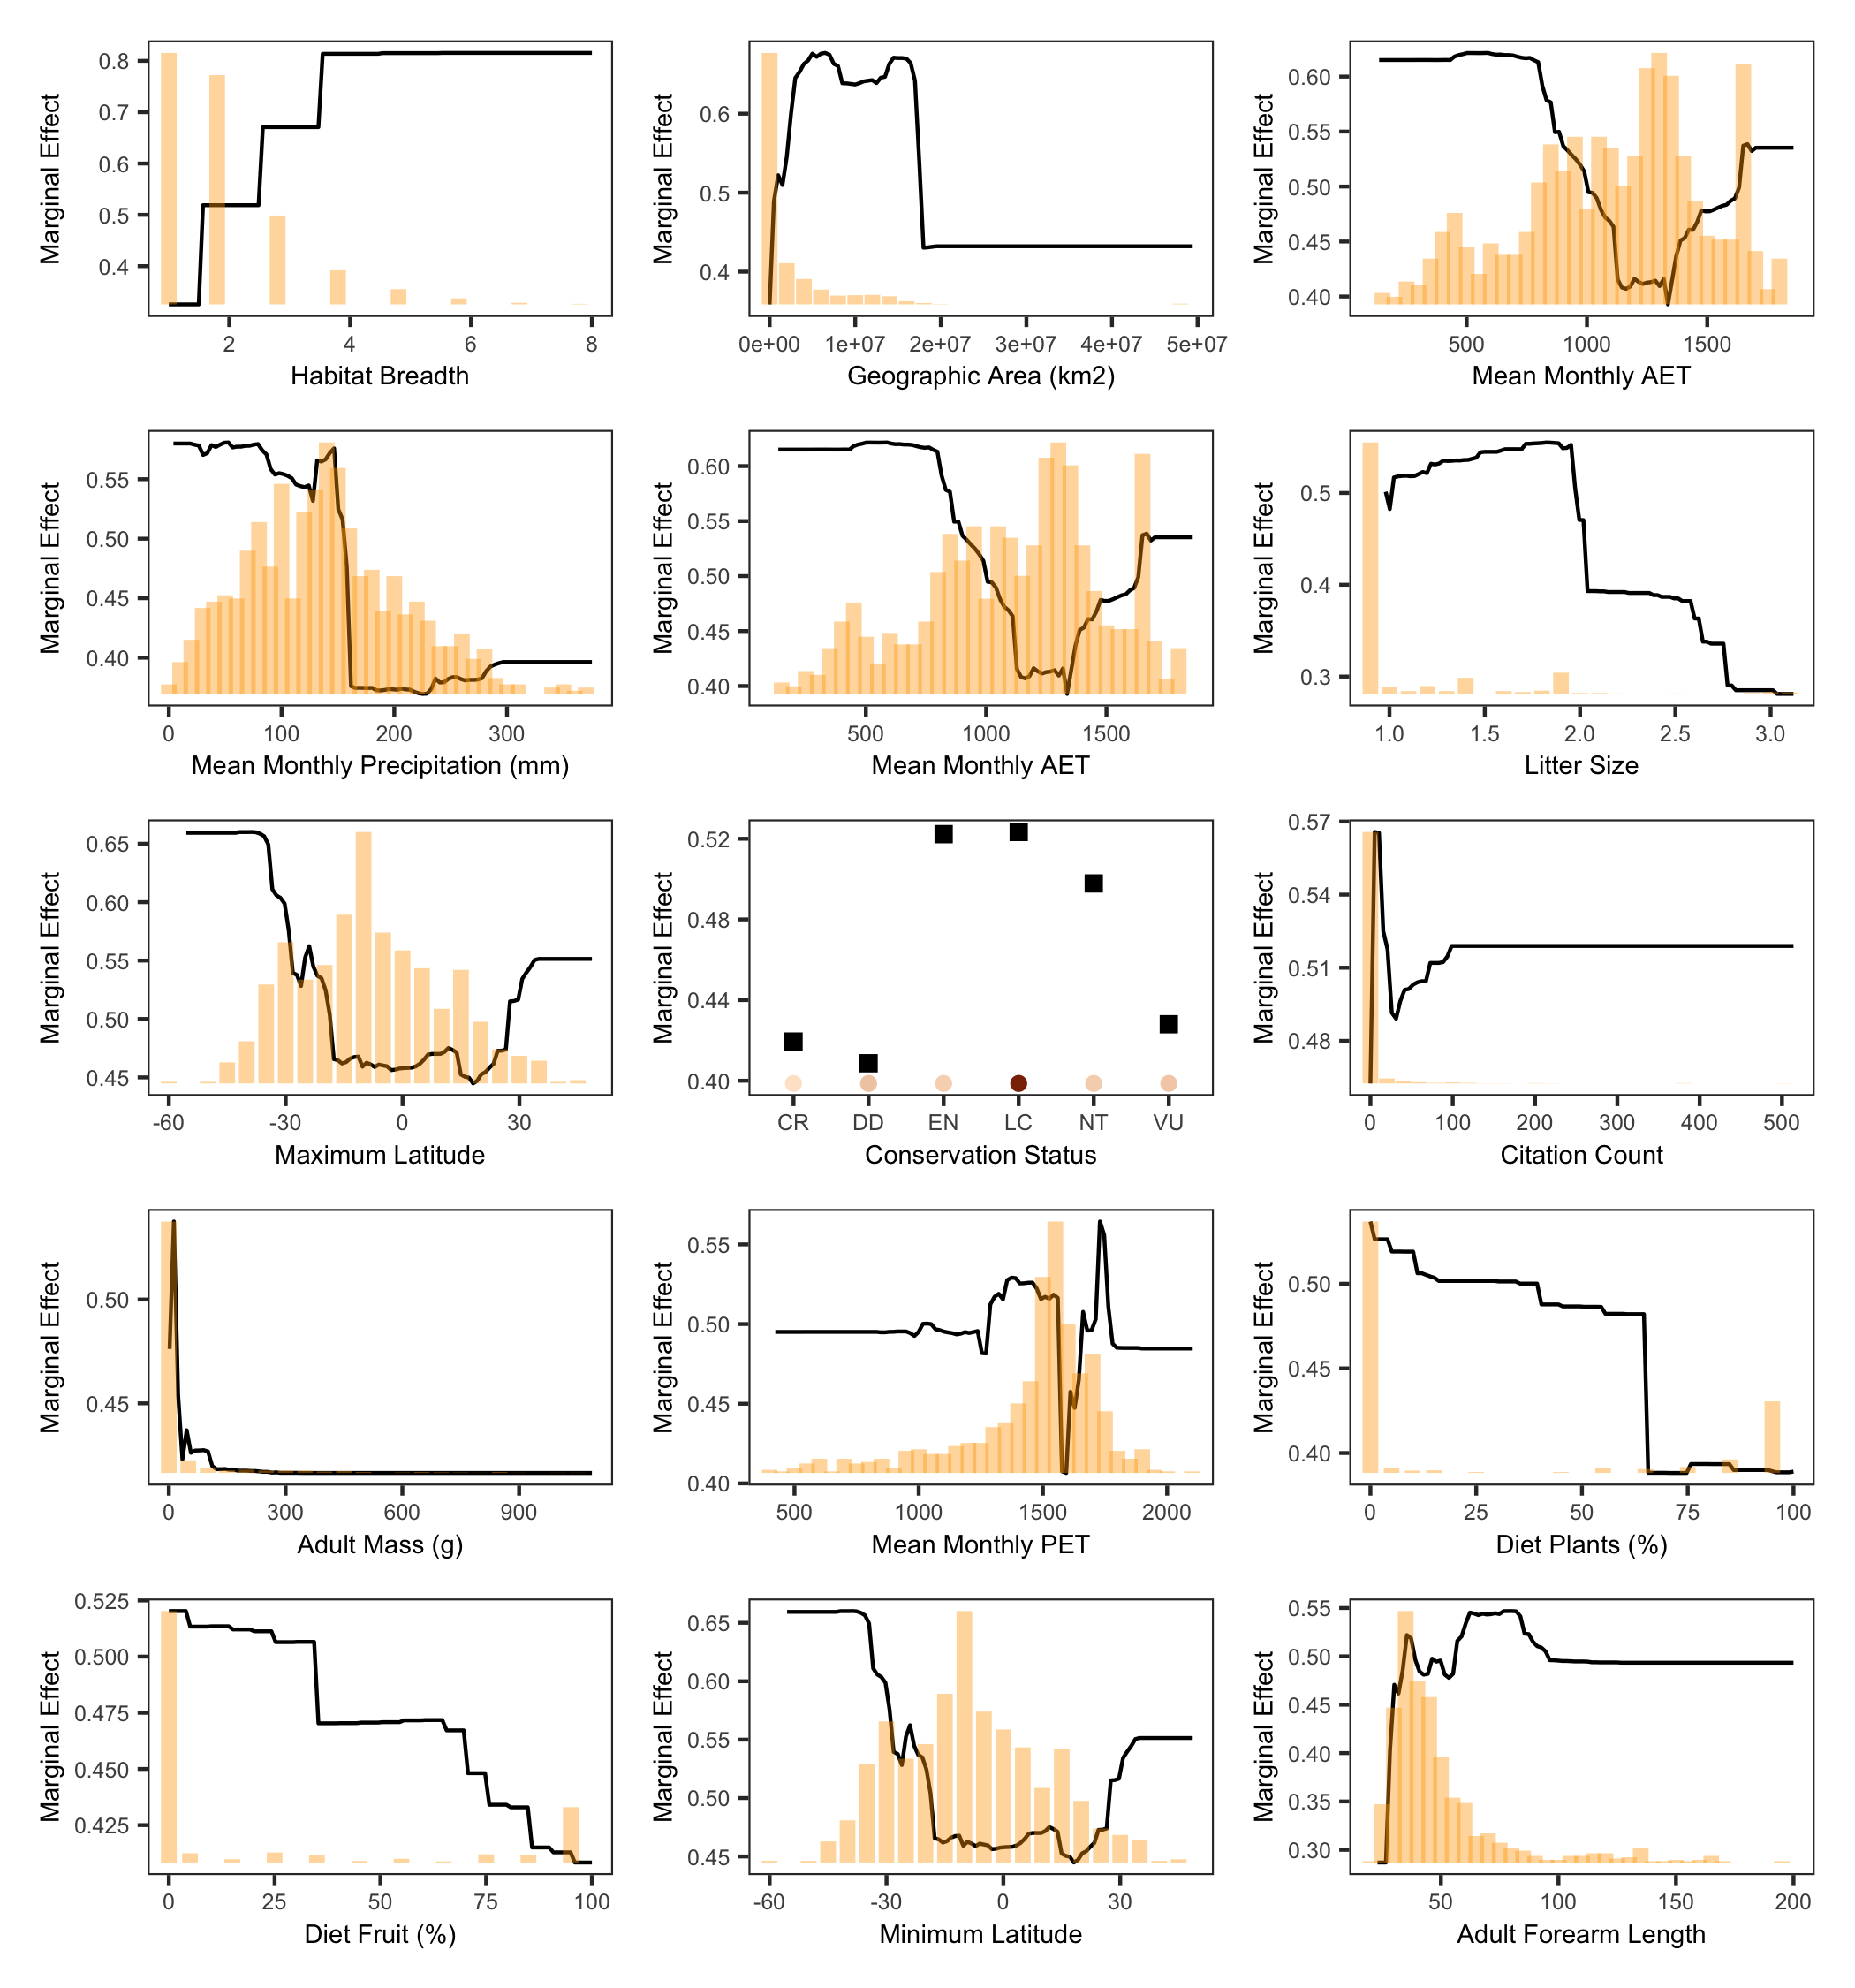 Marginal Effect
0.8
0.7
0.6
0.5
0.4
2 4 6 8
Habitat Breadth
Marginal Effect
0.6
0.5
0.4
0e+00 1e+07 2e+07 3e+07 4e+07 5e+07
Geographic Area (km2)
Marginal Effect
0.60
0.55
0.50
0.45
0.40
500 1000 1500
Mean Monthly AET
Marginal Effect
0.55
0.50
0.45
0.40
0 100 200 300
Mean Monthly Precipitation (mm)
Marginal Effect
0.60
0.55
0.50
0.45
0.40
500 1000 1500
Mean Monthly AET
Marginal Effect
0.5
0.4
0.3
1.0 1.5 2.0 2.5 3.0
Litter Size
Marginal Effect
0.65
0.60
0.55
0.50
0.45
-60 -30 0 30
Maximum Latitude
Marginal Effect
0.52
0.48
0.44
0.40
CR DD EN LC NT VU
Conservation Status
Marginal Effect
0.57
0.54
0.51
0.48
0 100 200 300 400 500
Citation Count
Marginal Effect
0.50
0.45
0 300 600 900
Adult Mass (g)
Marginal Effect
0.55
0.50
0.45
0.40
500 1000 1500 2000
Mean Monthly PET
Marginal Effect
0.50
0.45
0.40
0 25 50 75 100
Diet Plants (%)
Marginal Effect
0.525
0.500
0.475
0.450
0.425
0 25 50 75 100
Diet Fruit (%)
Marginal Effect
0.65
0.60
0.55
0.50
0.45
-60 -30 0 30
Minimum Latitude
Marginal Effect
0.55
0.50
0.45
0.40
0.35
0.30
50 100 150 200
Adult Forearm Length